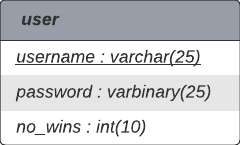 user
username : varchar(25)
password : varbinary(25)
no_wins : int(10)